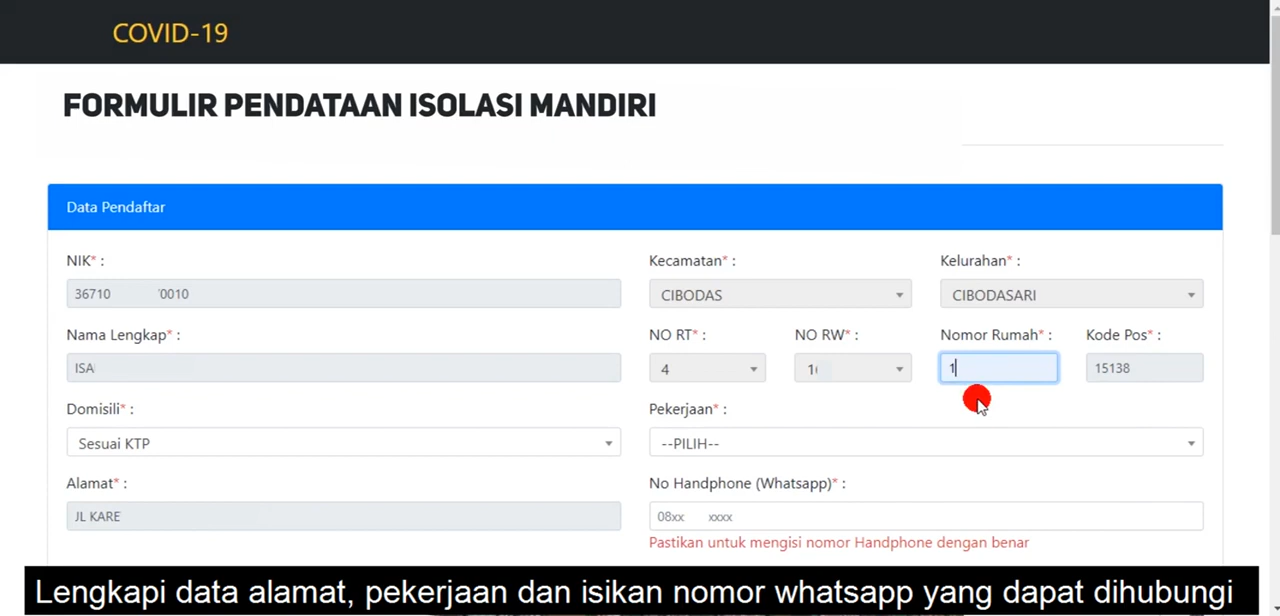 COVID-19
FORMULIR PENDATAAN ISOLASI MANDIRI
Data Pendaftar
NIK* :
36710 0010
Kecamatan* :
CIBODAS
Kelurahan* :
CIBODASARI
Nama Lengkap* :
ISA
NO RT* :
4
NO RW* :
Nomor Rumah* :
1
Kode Pos* :
15138
Domisili* :
Sesuai KTP
Pekerjaan* :
--PILIH--
Alamat* :
JL KARE
No Handphone (Whatsapp)* :
08xx xxxx
Pastikan untuk mengisi nomor Handphone dengan benar
Lengkapi data alamat, pekerjaan dan isikan nomor whatsapp yang dapat dihubungi